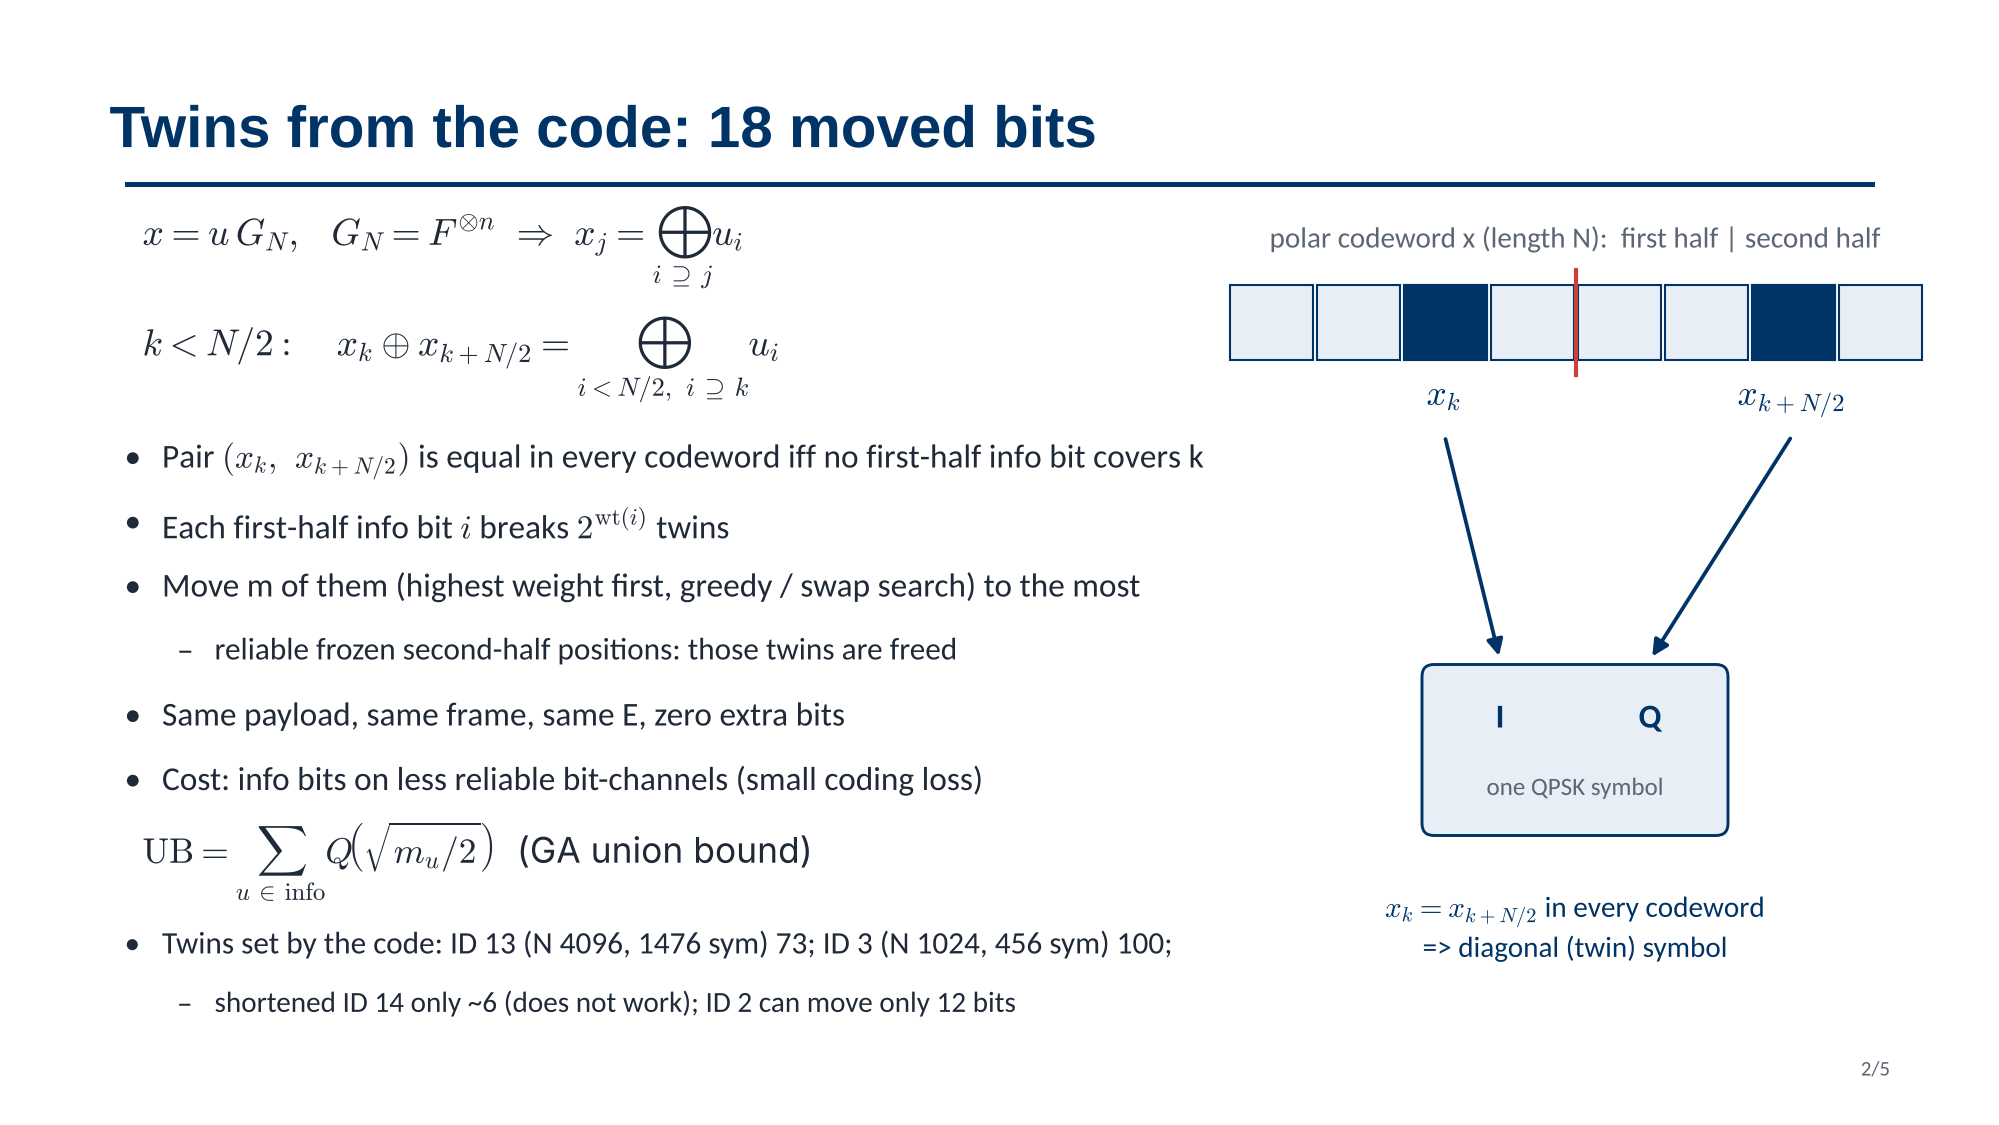 Twins from the code: 18 moved bits
x = u G_N, G_N = F^{⊗n} ⇒ x_j = ⨁_{i ⊇ j} u_i
k < N/2 : x_k ⊕ x_{k+N/2} = ⨁_{i<N/2, i ⊇ k} u_i
• Pair (x_k, x_{k+N/2}) is equal in every codeword iff no first-half info bit covers k
• Each first-half info bit i breaks 2^{wt(i)} twins
• Move m of them (highest weight first, greedy / swap search) to the most
– reliable frozen second-half positions: those twins are freed
• Same payload, same frame, same E, zero extra bits
• Cost: info bits on less reliable bit-channels (small coding loss)
UB = ∑_{u ∈ info} Q(√(m_u/2)) (GA union bound)
• Twins set by the code: ID 13 (N 4096, 1476 sym) 73; ID 3 (N 1024, 456 sym) 100;
– shortened ID 14 only ~6 (does not work); ID 2 can move only 12 bits
polar codeword x (length N): first half | second half
x_k x_{k+N/2}
I Q
one QPSK symbol
x_k = x_{k+N/2} in every codeword
=> diagonal (twin) symbol
2/5